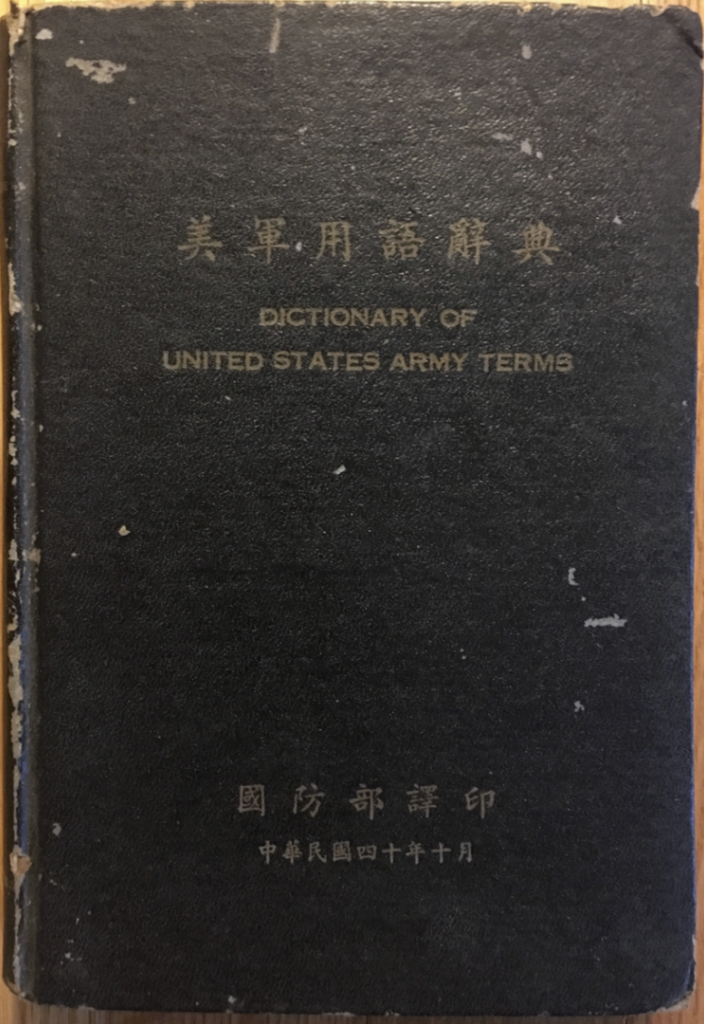 美軍用語辭典
DICTIONARY OF
UNITED STATES ARMY TERMS
國防部譯印
中華民國四十年十月